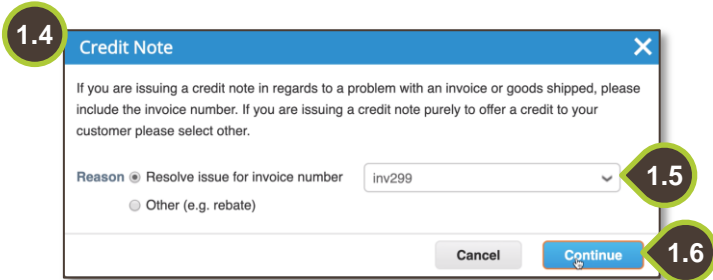 1.4
Credit Note
If you are issuing a credit note in regards to a problem with an invoice or goods shipped, please
include the invoice number. If you are issuing a credit note purely to offer a credit to your
customer please select other.
Reason Resolve issue for invoice number inv299
1.5
Other (e.g. rebate)
Cancel Continue
1.6